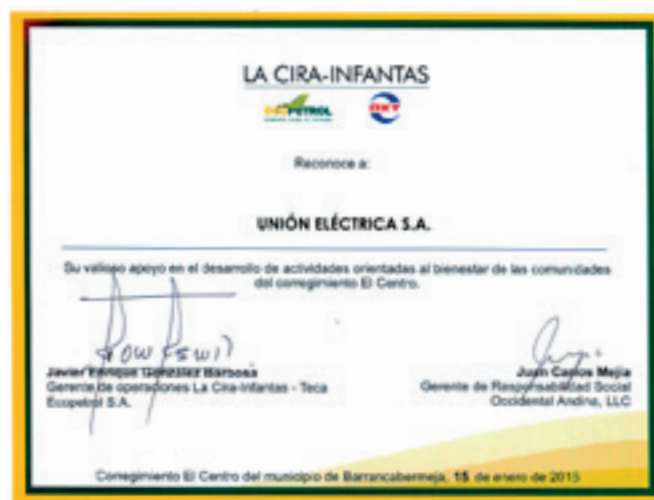 LA CIRA-INFANTAS
ECOPETROL
OXY
Reconoce a:
UNIÓN ELÉCTRICA S.A.
Su valioso apoyo en el desarrollo de actividades orientadas al bienestar de las comunidades
del corregimiento El Centro.
Javier Enrique González Barbosa
Gerente de operaciones La Cira-Infantas - Teca
Ecopetrol S.A.
Juan Carlos Mejía
Gerente de Responsabilidad Social
Occidental Andina, LLC
Corregimiento El Centro del municipio de Barrancabermeja, 15 de enero de 2015